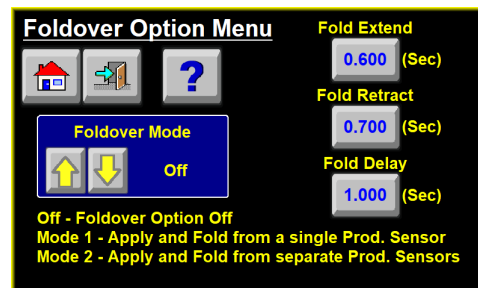 Foldover Option Menu
?
Foldover Mode
Off
Fold Extend
0.600 (Sec)
Fold Retract
0.700 (Sec)
Fold Delay
1.000 (Sec)
Off - Foldover Option Off
Mode 1 - Apply and Fold from a single Prod. Sensor
Mode 2 - Apply and Fold from separate Prod. Sensors